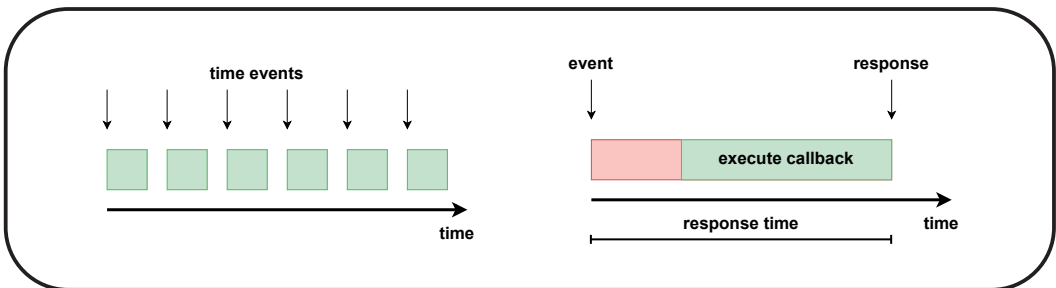 time events
time
event
response
execute callback
time
response time